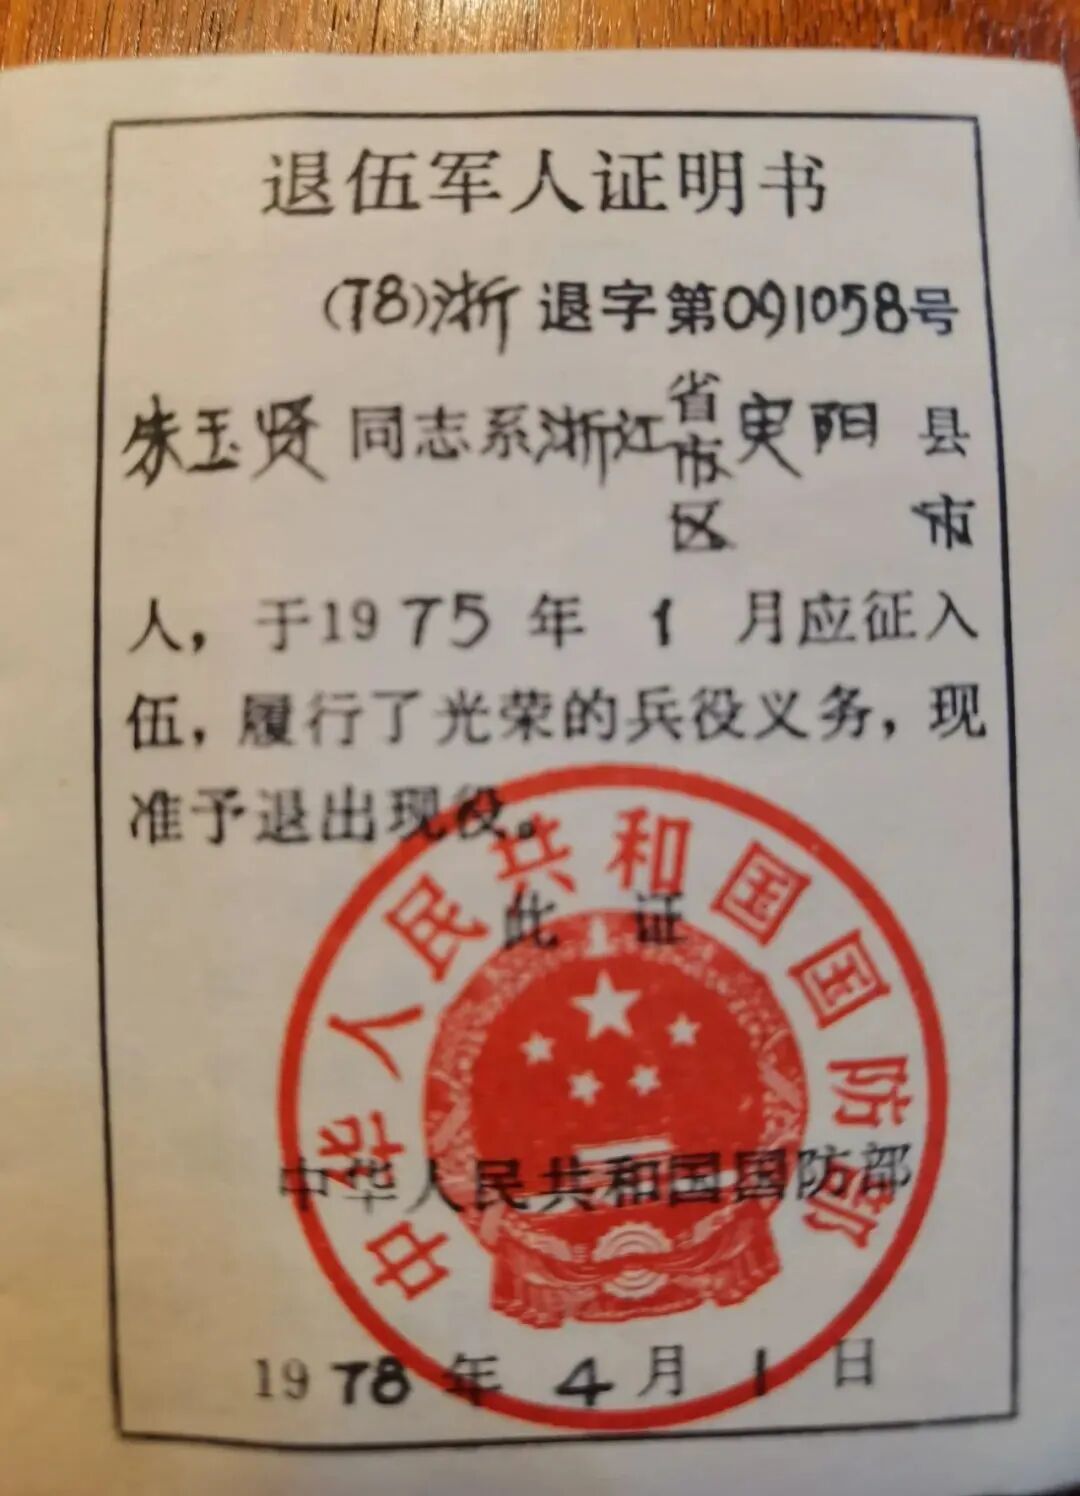 退伍军人证明书
(78)浙退字第091058号
朱玉贤同志系浙江省市区阳县市
人，于1975年1月应征入
伍，履行了光荣的兵役义务，现
准予退出现役。
此证
中华人民共和国国防部
中华人民共和国国防部
1978年4月1日